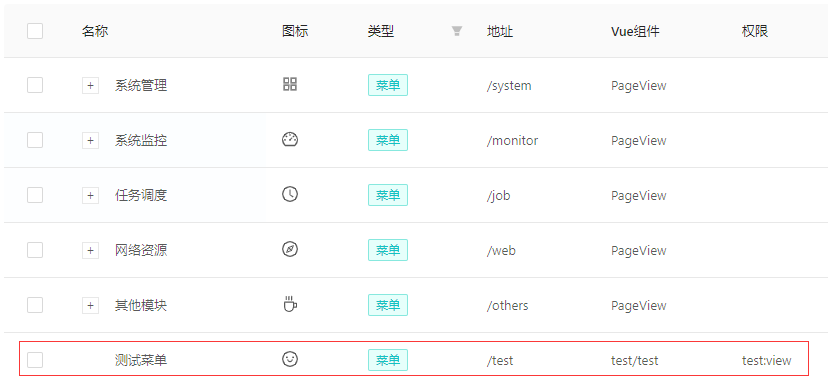 名称 图标 类型 地址 Vue组件 权限
+ 系统管理 菜单 /system PageView
+ 系统监控 菜单 /monitor PageView
+ 任务调度 菜单 /job PageView
+ 网络资源 菜单 /web PageView
+ 其他模块 菜单 /others PageView
测试菜单 菜单 /test test/test test:view